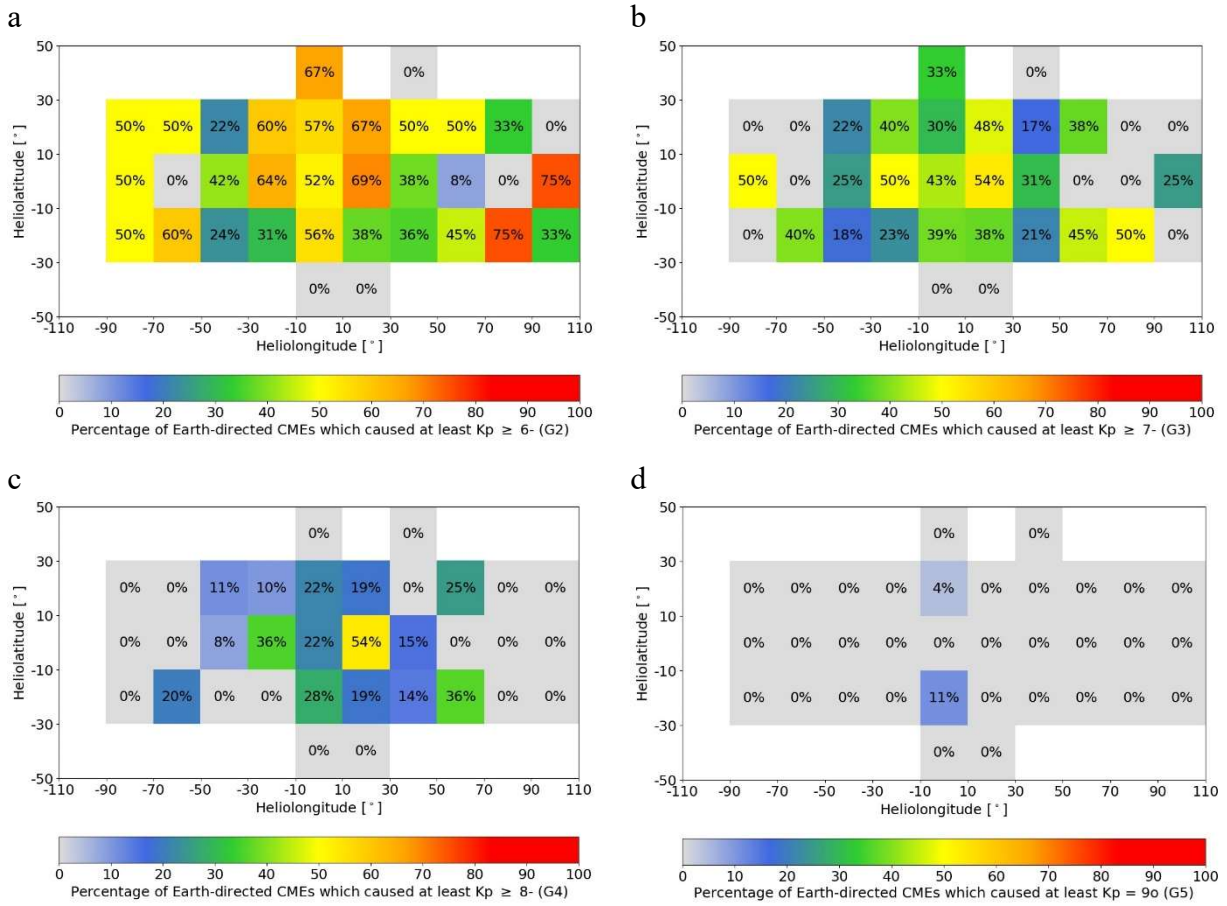 a
50
67% 0%
30
50% 50% 22% 60% 57% 67% 50% 50% 33% 0%
10
50% 0% 42% 64% 52% 69% 38% 8% 0% 75%
-10
50% 60% 24% 31% 56% 38% 36% 45% 75% 33%
-30
0% 0%
-50
Heliolatitude [°]
-110 -90 -70 -50 -30 -10 10 30 50 70 90 110
Heliolongitude [°]
0 10 20 30 40 50 60 70 80 90 100
Percentage of Earth-directed CMEs which caused at least Kp ≥ 6- (G2)
b
50
33% 0%
30
0% 0% 22% 40% 30% 48% 17% 38% 0% 0%
10
50% 0% 25% 50% 43% 54% 31% 0% 0% 25%
-10
0% 40% 18% 23% 39% 38% 21% 45% 50% 0%
-30
0% 0%
-50
Heliolatitude [°]
-110 -90 -70 -50 -30 -10 10 30 50 70 90 110
Heliolongitude [°]
0 10 20 30 40 50 60 70 80 90 100
Percentage of Earth-directed CMEs which caused at least Kp ≥ 7- (G3)
c
50
0% 0%
30
0% 0% 11% 10% 22% 19% 0% 25% 0% 0%
10
0% 0% 8% 36% 22% 54% 15% 0% 0% 0%
-10
0% 20% 0% 0% 28% 19% 14% 36% 0% 0%
-30
0% 0%
-50
Heliolatitude [°]
-110 -90 -70 -50 -30 -10 10 30 50 70 90 110
Heliolongitude [°]
0 10 20 30 40 50 60 70 80 90 100
Percentage of Earth-directed CMEs which caused at least Kp ≥ 8- (G4)
d
50
0% 0%
30
0% 0% 0% 0% 4% 0% 0% 0% 0% 0%
10
0% 0% 0% 0% 0% 0% 0% 0% 0% 0%
-10
0% 0% 0% 0% 11% 0% 0% 0% 0% 0%
-30
0% 0%
-50
Heliolatitude [°]
-110 -90 -70 -50 -30 -10 10 30 50 70 90 110
Heliolongitude [°]
0 10 20 30 40 50 60 70 80 90 100
Percentage of Earth-directed CMEs which caused at least Kp = 9o (G5)